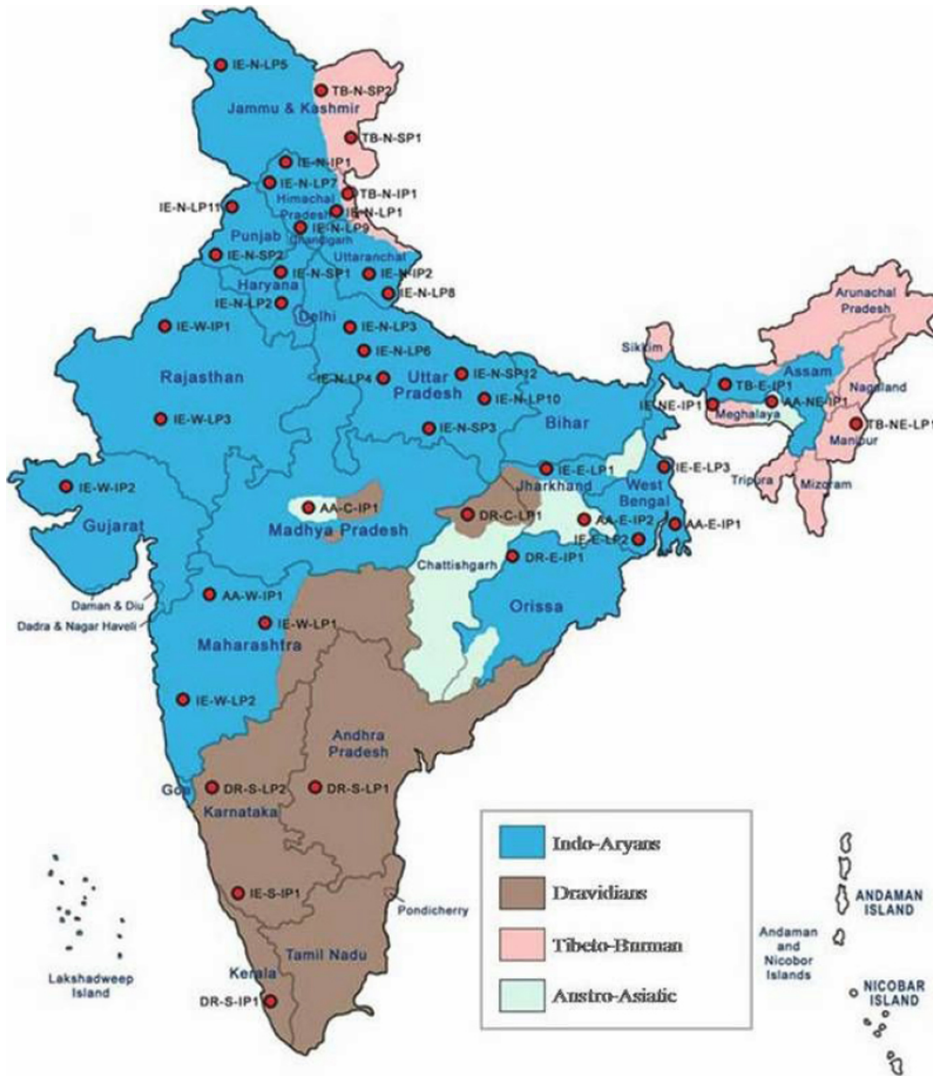 IE-N-LP5
TB-N-SP2
Jammu & Kashmir
TB-N-SP1
IE-N-IP1
IE-N-LP7
TB-N-IP1
Himachal
Pradesh
IE-N-LP11
IE-N-LP1
IE-N-LP9
Chandigarh
Punjab
IE-N-SP2
Uttaranchal
IE-N-SP1
IE-N-IP2
Haryana
IE-N-LP8
IE-N-LP2
Delhi
Arunachal
Pradesh
IE-W-IP1
IE-N-LP3
IE-N-LP6
Sikkim
Assam
Rajasthan
IE-N-LP4
Uttar
Pradesh
IE-N-SP12
TB-E-IP1
Nagaland
IE-N-LP10
IE-NE-IP1
AA-NE-IP1
Meghalaya
IE-W-LP3
IE-N-SP3
Bihar
TB-NE-LP1
Manipur
IE-E-LP1
IE-E-LP3
Jharkhand
West
Bengal
Tripura
Mizoram
IE-W-IP2
Gujarat
AA-C-IP1
Madhya Pradesh
DR-C-LP1
AA-E-IP2
AA-E-IP1
IE-E-LP2
DR-E-IP1
Chattishgarh
Orissa
Daman & Diu
AA-W-IP1
Dadra & Nagar Haveli
IE-W-LP1
Maharashtra
IE-W-LP2
Andhra
Pradesh
Goa
DR-S-LP2
DR-S-LP1
Karnataka
IE-S-IP1
Pondicherry
Tamil Nadu
Kerala
DR-S-IP1
Lakshadweep
Island
Indo-Aryans
Dravidians
Tibeto-Burman
Austro-Asiatic
ANDAMAN
ISLAND
Andaman
and
Nicobor
Islands
NICOBAR
ISLAND